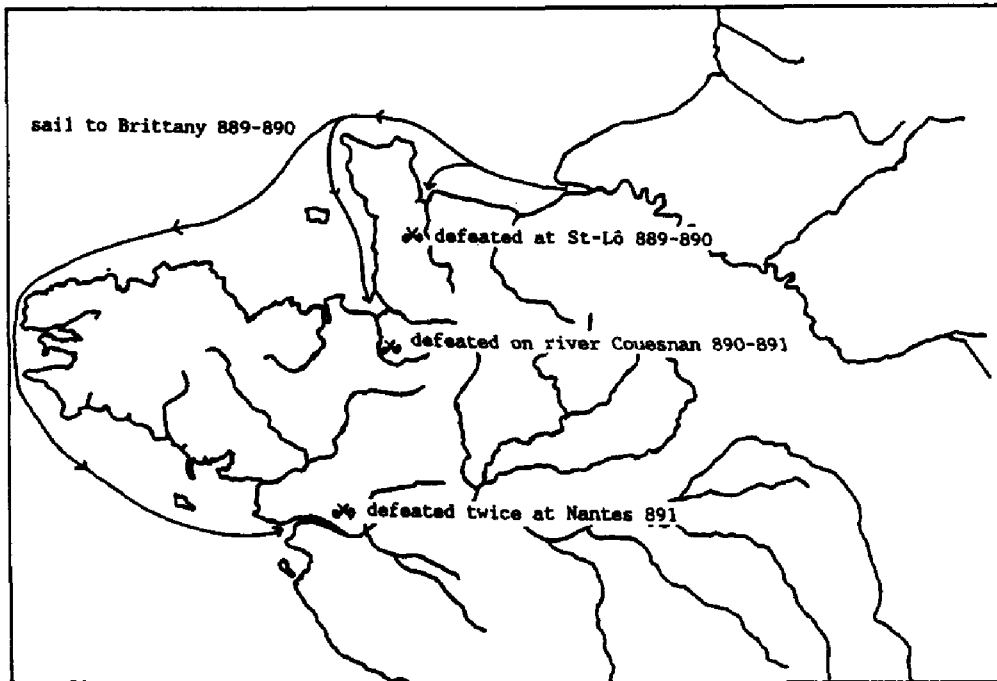 sail to Brittany 889-890
defeated at St-Lô 889-890
defeated on river Couesnan 890-891
defeated twice at Nantes 891